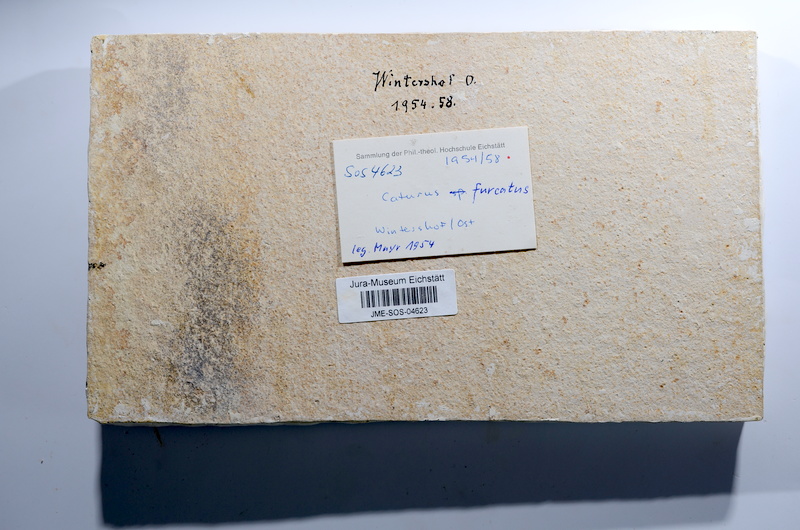 Wintershof O.
1954.58.
Sammlung der Phil.-theol. Hochschule Eichstätt
SOS 4623 1954/58
Caturus sp furcatus
Wintershof/Ost
leg. Mayr 1954
Jura-Museum Eichstätt
JME-SOS-04623